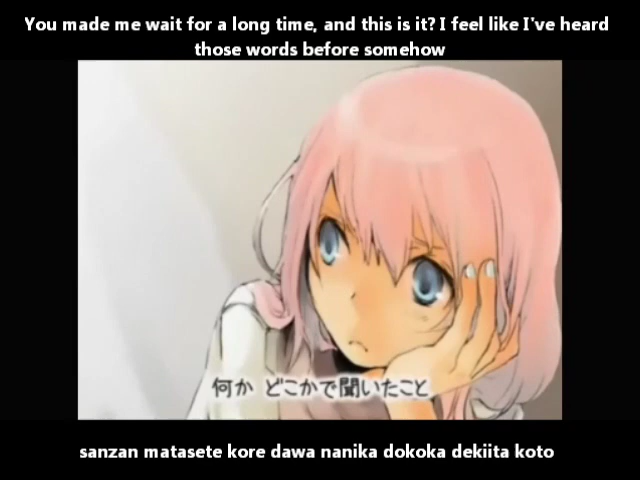 You made me wait for a long time, and this is it? I feel like I've heard
those words before somehow
何か どこかで聞いたこと
sanzan matasete kore dawa nanika dokoka dekiita koto